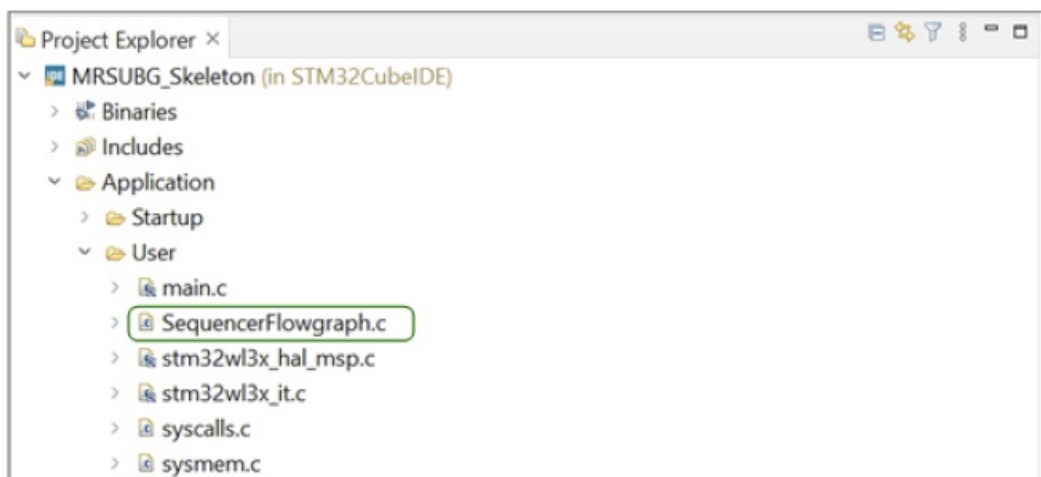 Project Explorer ×
MRSUBG_Skeleton (in STM32CubeIDE)
Binaries
Includes
Application
Startup
User
main.c
SequencerFlowgraph.c
stm32wl3x_hal_msp.c
stm32wl3x_it.c
syscalls.c
sysmem.c